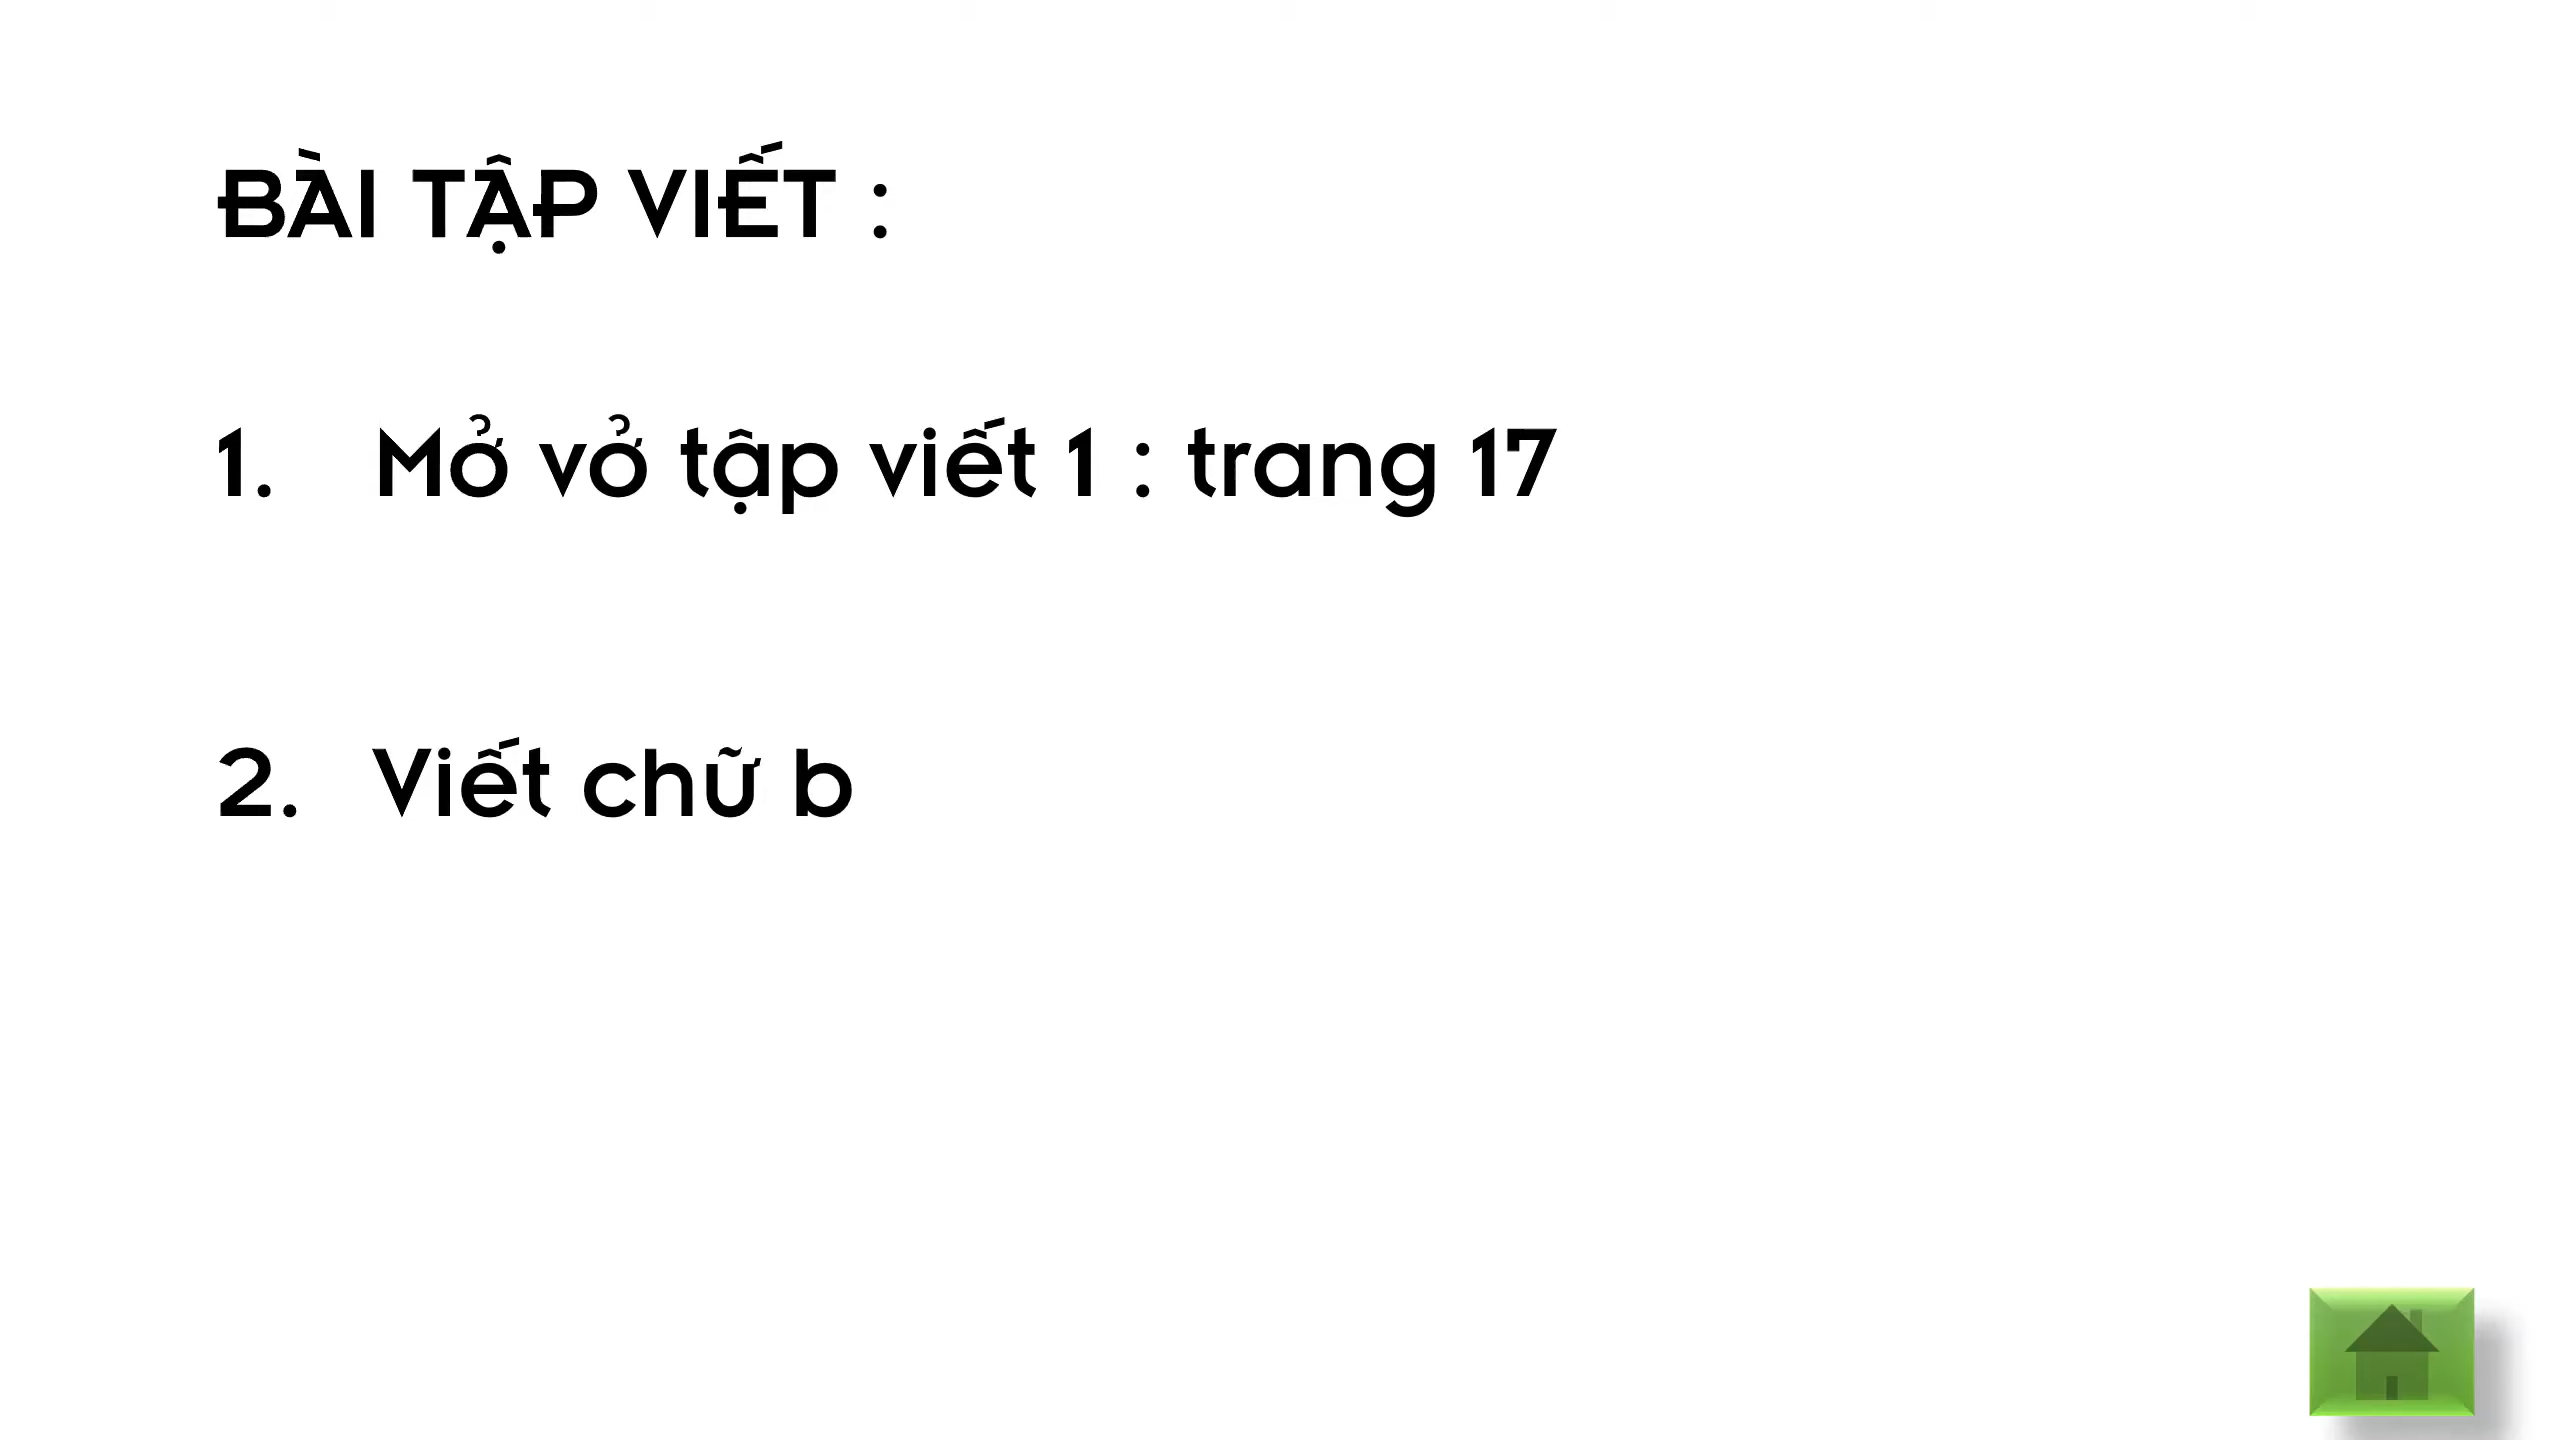 BÀI TẬP VIẾT :
1. Mở vở tập viết 1 : trang 17
2. Viết chữ b